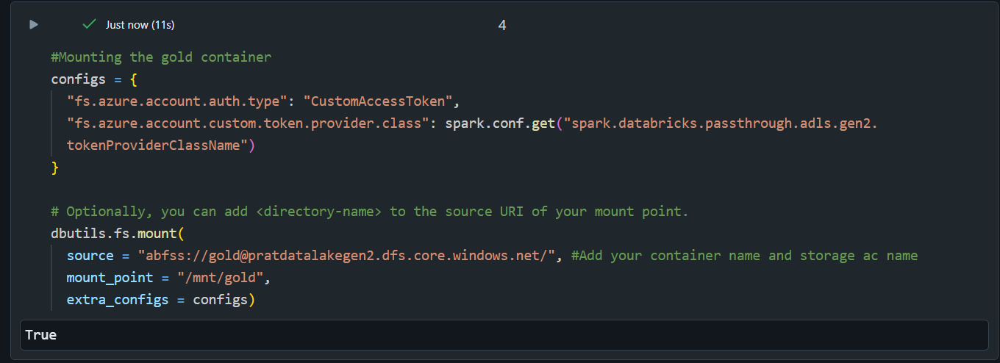 Just now (11s)
4
#Mounting the gold container
configs = {
"fs.azure.account.auth.type": "CustomAccessToken",
"fs.azure.account.custom.token.provider.class": spark.conf.get("spark.databricks.passthrough.adls.gen2.
tokenProviderClassName")
}
# Optionally, you can add <directory-name> to the source URI of your mount point.
dbutils.fs.mount(
source = "abfss://gold@pratdatalakegen2.dfs.core.windows.net/", #Add your container name and storage ac name
mount_point = "/mnt/gold",
extra_configs = configs)
True